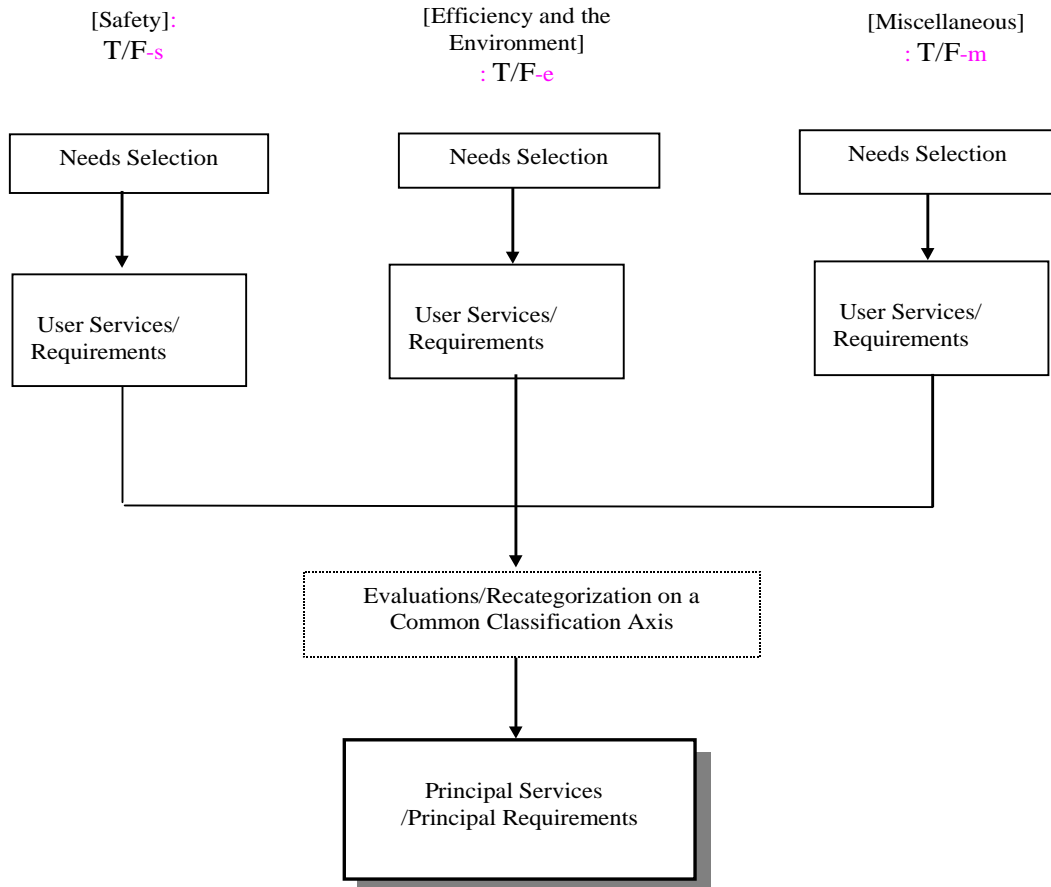 [Safety]:
T/F-s
[Efficiency and the
Environment]
: T/F-e
[Miscellaneous]
: T/F-m
Needs Selection
Needs Selection
Needs Selection
User Services/
Requirements
User Services/
Requirements
User Services/
Requirements
Evaluations/Recategorization on a
Common Classification Axis
Principal Services
/Principal Requirements